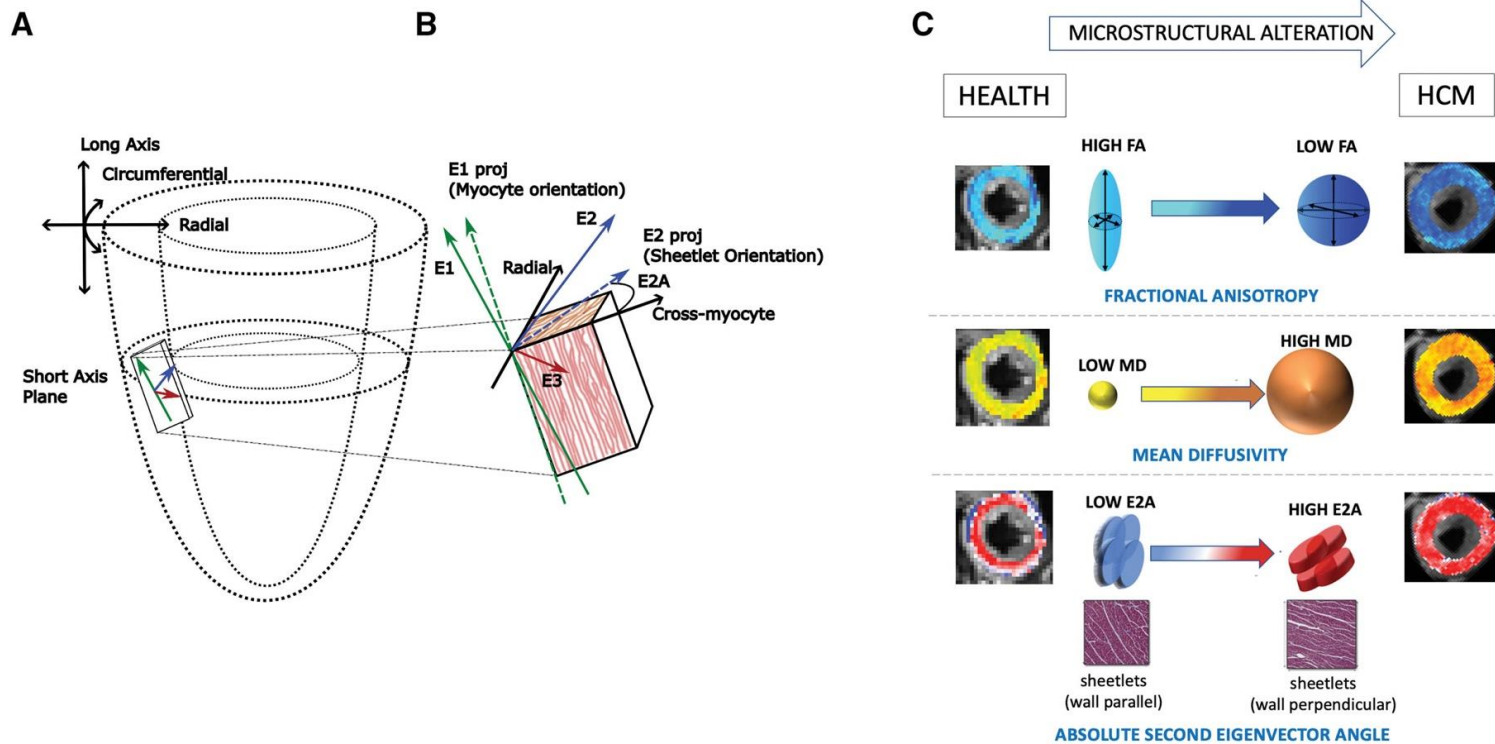 A
Long Axis
Circumferential
Radial
Short Axis
Plane
B
E1 proj
(Myocyte orientation)
E2
E2 proj
(Sheetlet Orientation)
E1
Radial
E2A
Cross-myocyte
E3
C
MICROSTRUCTURAL ALTERATION
HEALTH
HCM
HIGH FA
LOW FA
FRACTIONAL ANISOTROPY
LOW MD
HIGH MD
MEAN DIFFUSIVITY
LOW E2A
HIGH E2A
sheetlets
(wall parallel)
sheetlets
(wall perpendicular)
ABSOLUTE SECOND EIGENVECTOR ANGLE